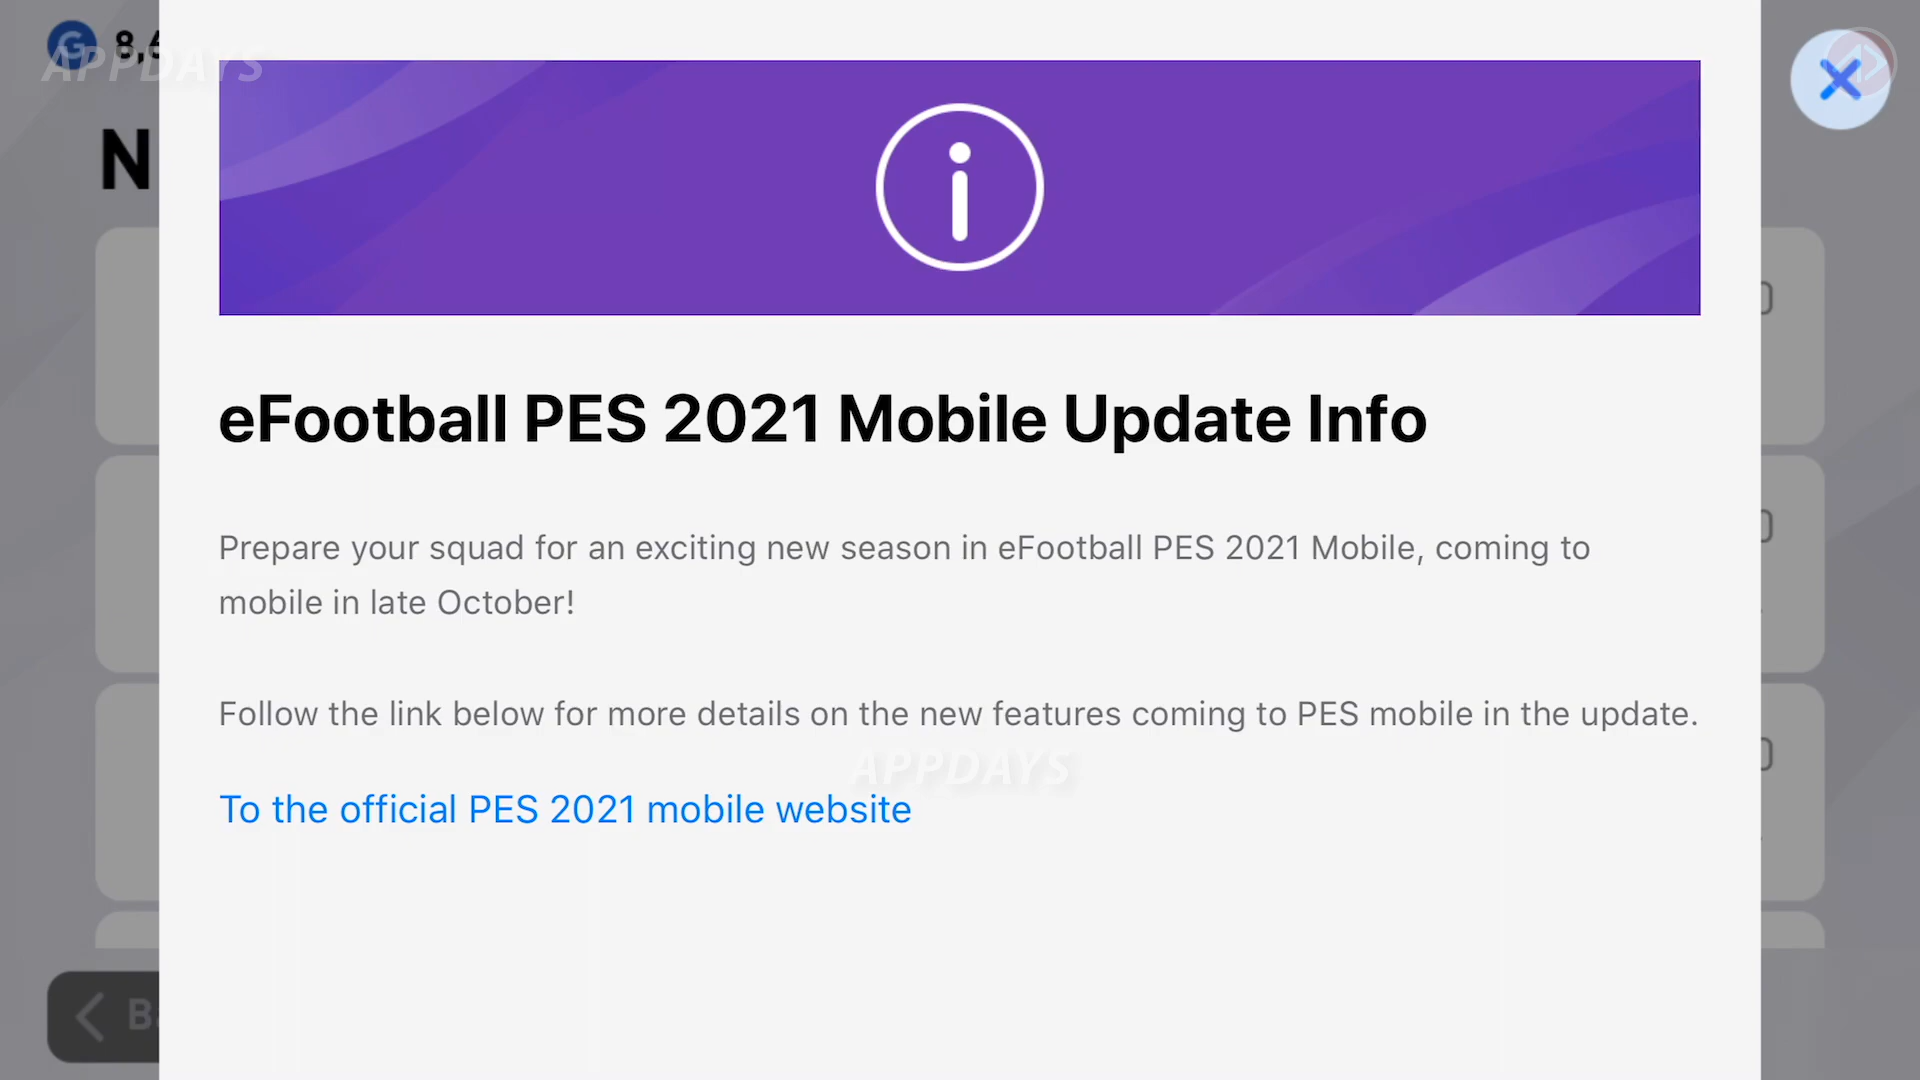 APPDAYS
eFootball PES 2021 Mobile Update Info
Prepare your squad for an exciting new season in eFootball PES 2021 Mobile, coming to
mobile in late October!
Follow the link below for more details on the new features coming to PES mobile in the update.
APPDAYS
To the official PES 2021 mobile website